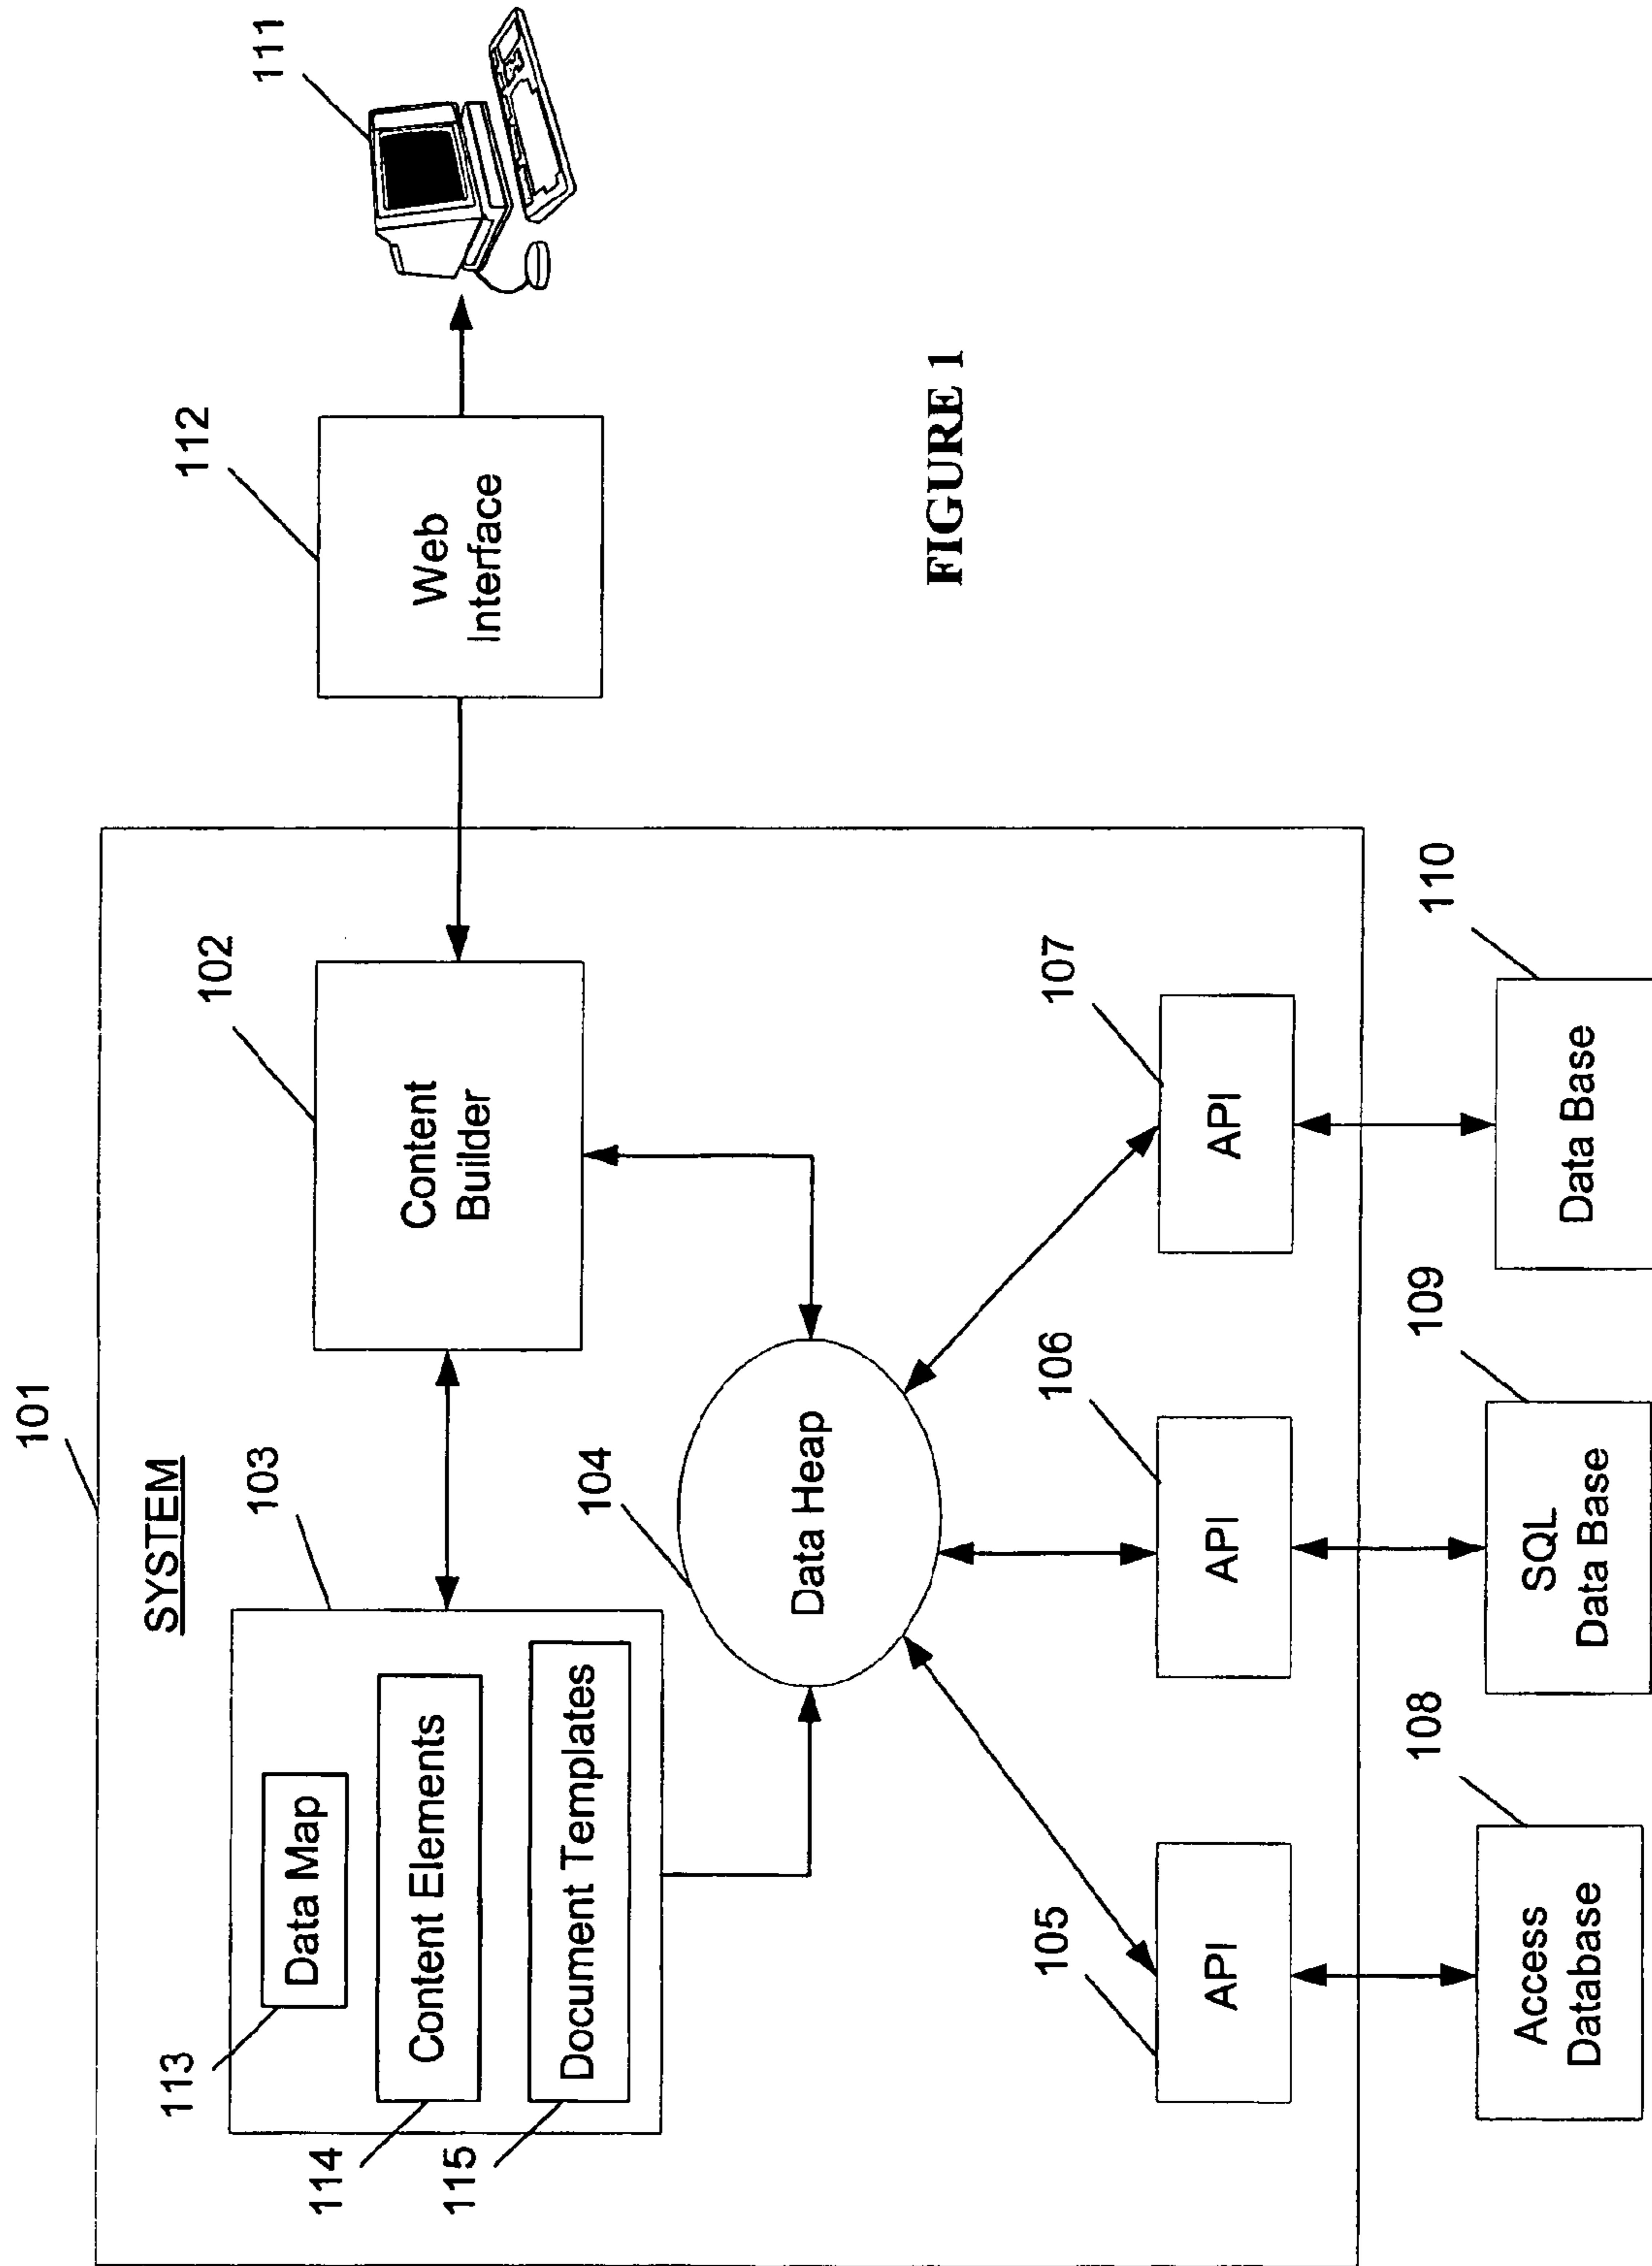 101
SYSTEM
103
113
Data Map
114
Content Elements
115
Document Templates
102
Content
Builder
112
Web
Interface
111
104
Data Heap
105
API
106
API
107
API
108
Access
Database
109
SQL
Data Base
110
Data Base
FIGURE 1